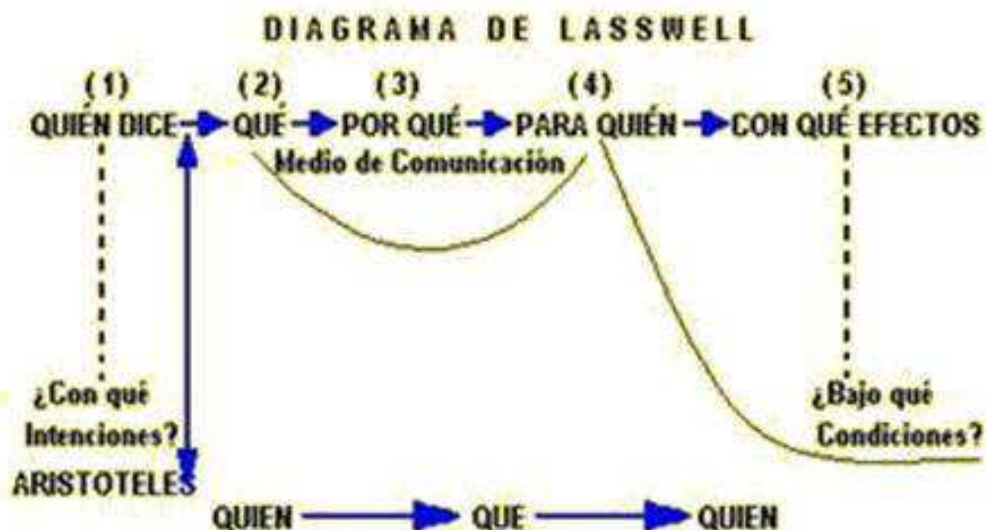 DIAGRAMA DE LASSWELL
(1) (2) (3) (4) (5)
QUIÉN DICE QUÉ POR QUÉ PARA QUIÉN CON QUÉ EFECTOS
Medio de Comunicación
¿Con qué
Intenciones?
¿Bajo qué
Condiciones?
ARISTOTELES
QUIEN QUE QUIEN